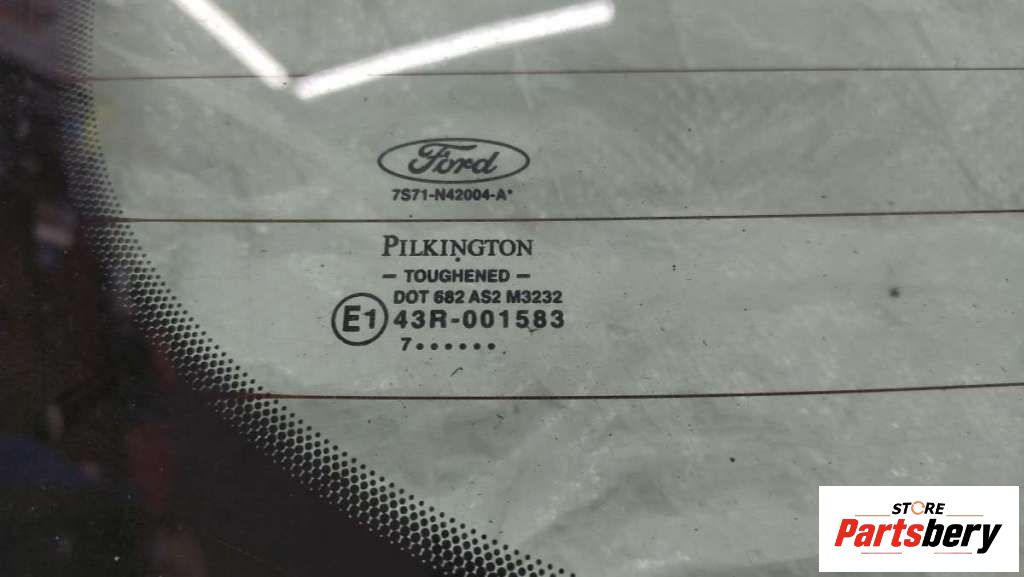 Ford
7S71-N42004-A*
PILKINGTON
– TOUGHENED –
DOT 682 AS2 M3232
E1 43R-001583
7••••••
STORE
Partsbery